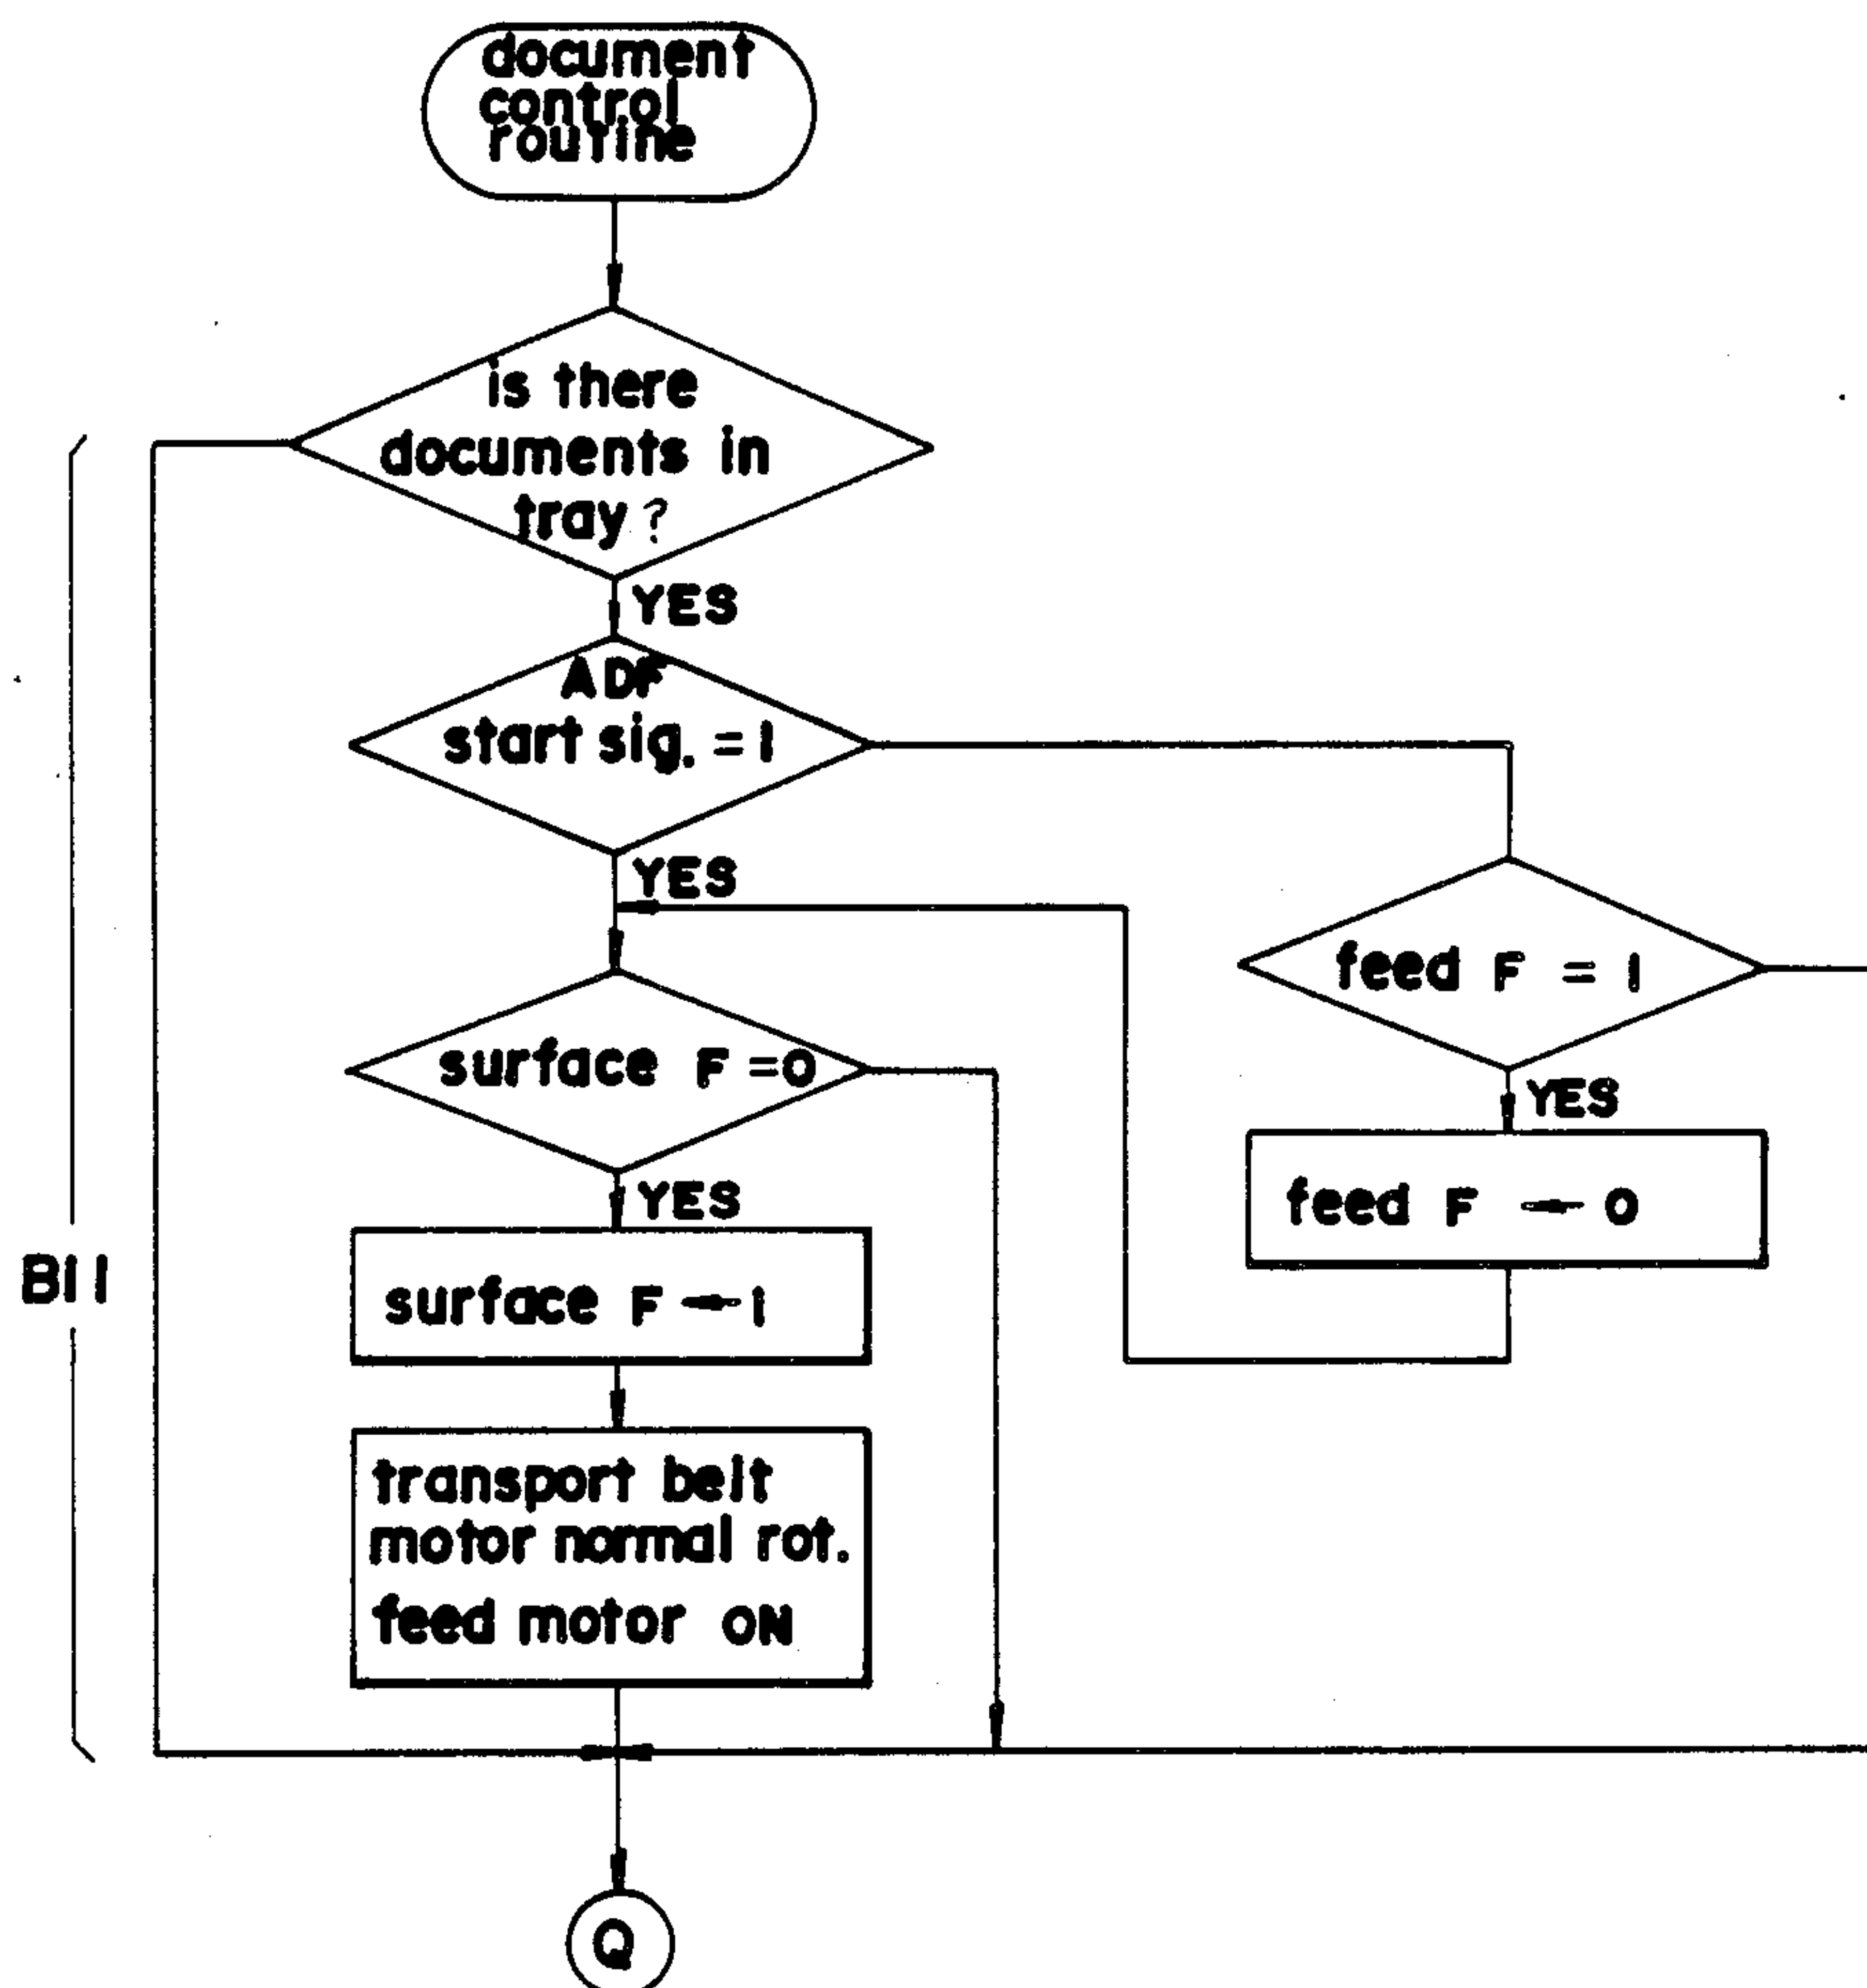 document
control
routine
is there
documents in
tray ?
YES
ADF
start sig. = 1
YES
feed F = 1
YES
feed F ← 0
surface F = 0
YES
surface F ← 1
transport belt
motor normal rot.
feed motor ON
B11
Q